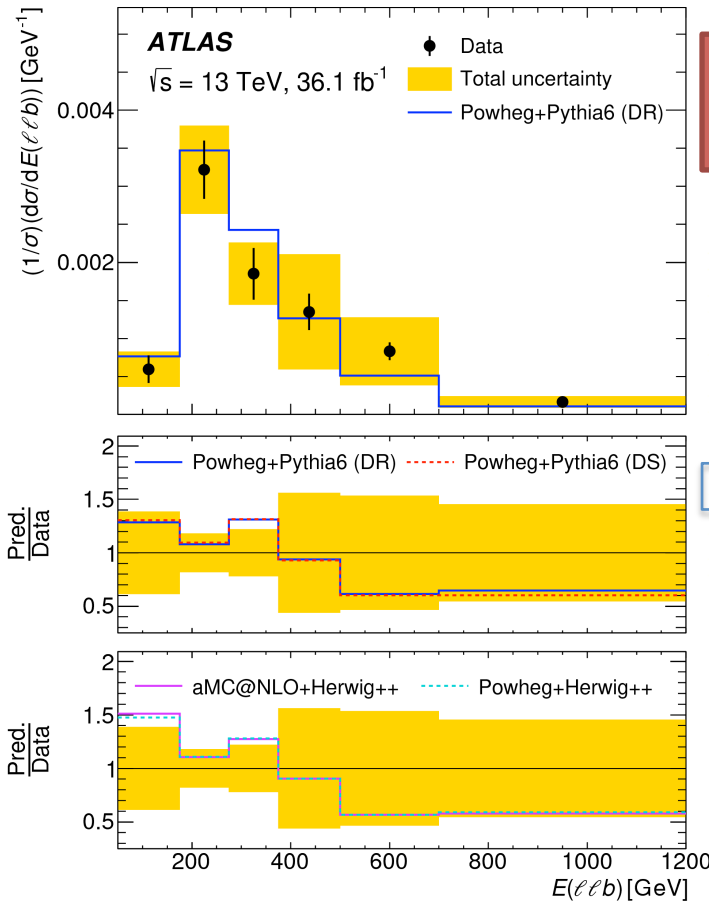 ATLAS
√s = 13 TeV, 36.1 fb⁻¹
Data
Total uncertainty
Powheg+Pythia6 (DR)
(1/σ)(dσ/dE(ℓℓb)) [GeV⁻¹]
0.004
0.002
Powheg+Pythia6 (DR)
Powheg+Pythia6 (DS)
Pred.
Data
2
1.5
1
0.5
aMC@NLO+Herwig++
Powheg+Herwig++
Pred.
Data
2
1.5
1
0.5
200 400 600 800 1000 1200
E(ℓℓb) [GeV]